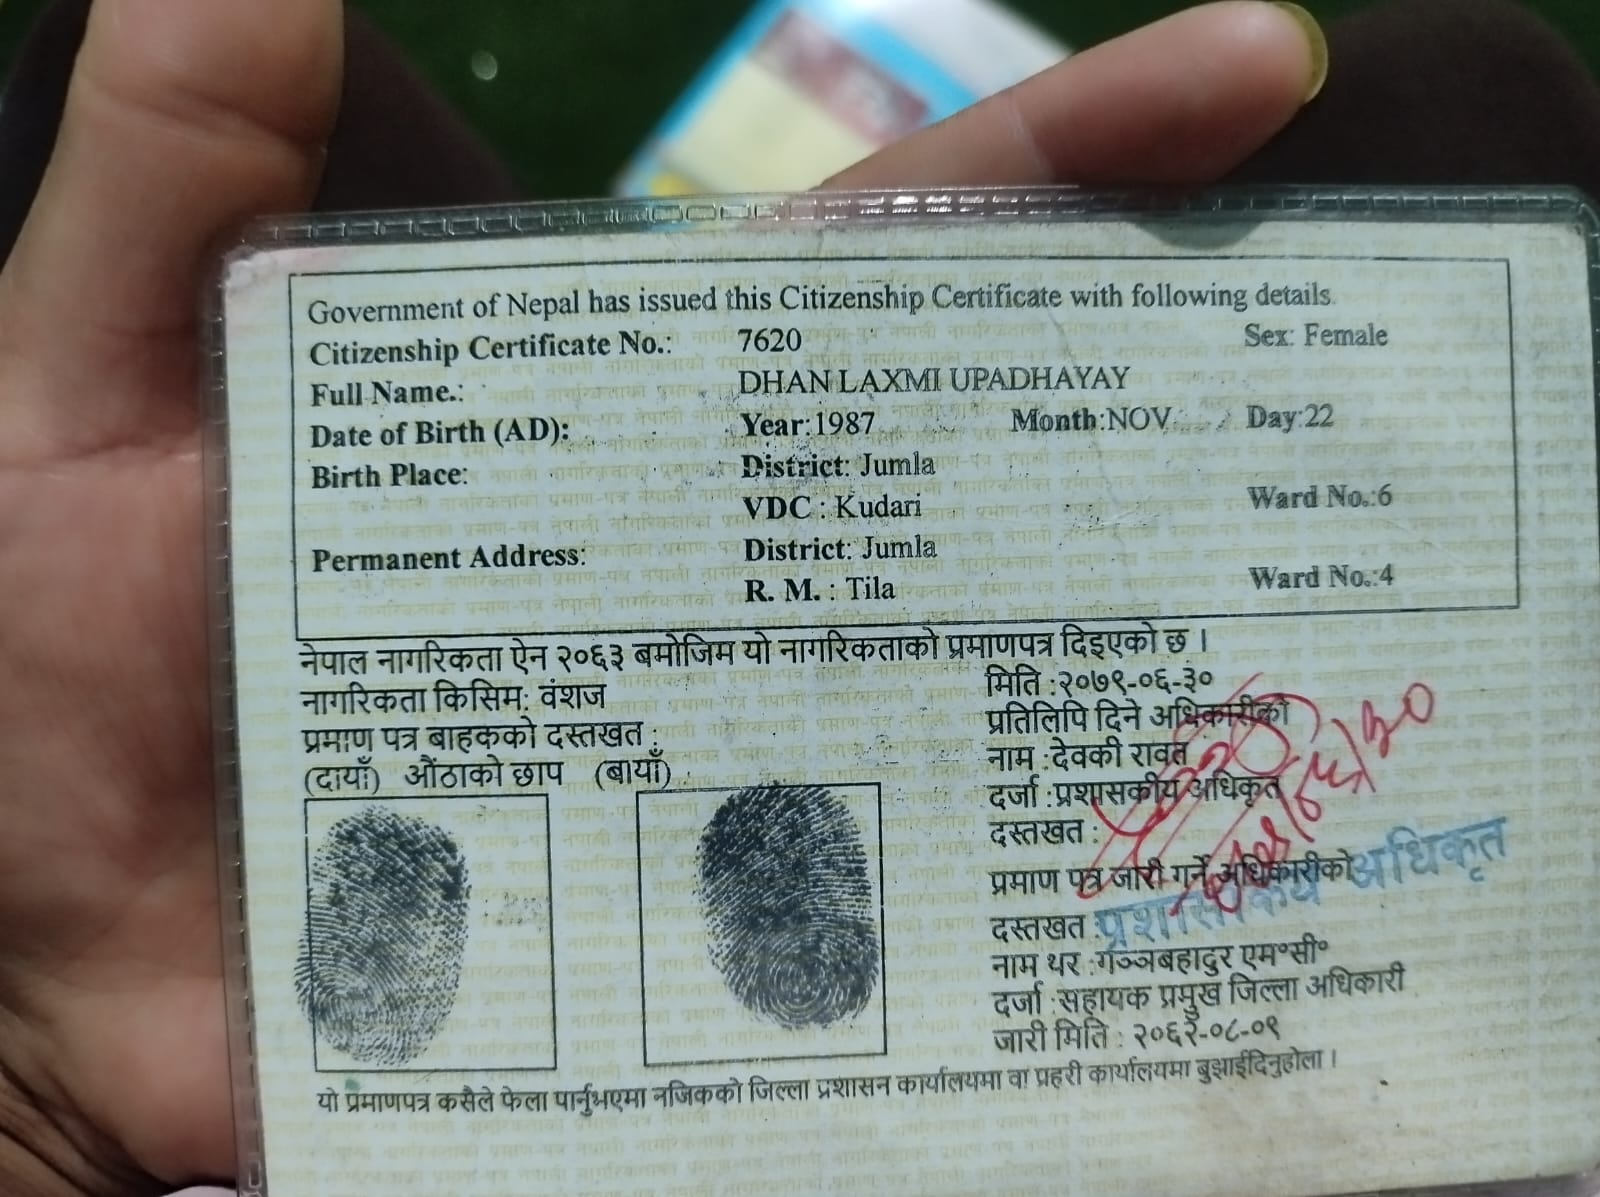 Government of Nepal has issued this Citizenship Certificate with following details.
Citizenship Certificate No.: 7620 Sex: Female
Full Name.: DHAN LAXMI UPADHAYAY
Date of Birth (AD): Year:1987 Month:NOV Day:22
Birth Place: District: Jumla
VDC : Kudari Ward No.:6
Permanent Address: District: Jumla
R. M. : Tila Ward No.:4
नेपाल नागरिकता ऐन २०६३ बमोजिम यो नागरिकताको प्रमाणपत्र दिइएको छ ।
नागरिकता किसिम: वंशज
प्रमाण पत्र बाहकको दस्तखत :
(दायाँ) औंठाको छाप (बायाँ)
मिति :२०७९-०६-३०
प्रतिलिपि दिने अधिकारीको
नाम : देवकी रावत
दर्जा : प्रशासकीय अधिकृत
दस्तखत :
प्रमाण पत्र जारी गर्ने अधिकारीको
दस्तखत :
प्रशासकीय अधिकृत
नाम थर : गञ्जबहादुर एम॰सी॰
दर्जा : सहायक प्रमुख जिल्ला अधिकारी
जारी मिति : २०६२-०८-०९
यो प्रमाणपत्र कसैले फेला पार्नुभएमा नजिकको जिल्ला प्रशासन कार्यालयमा वा प्रहरी कार्यालयमा बुझाईदिनुहोला ।